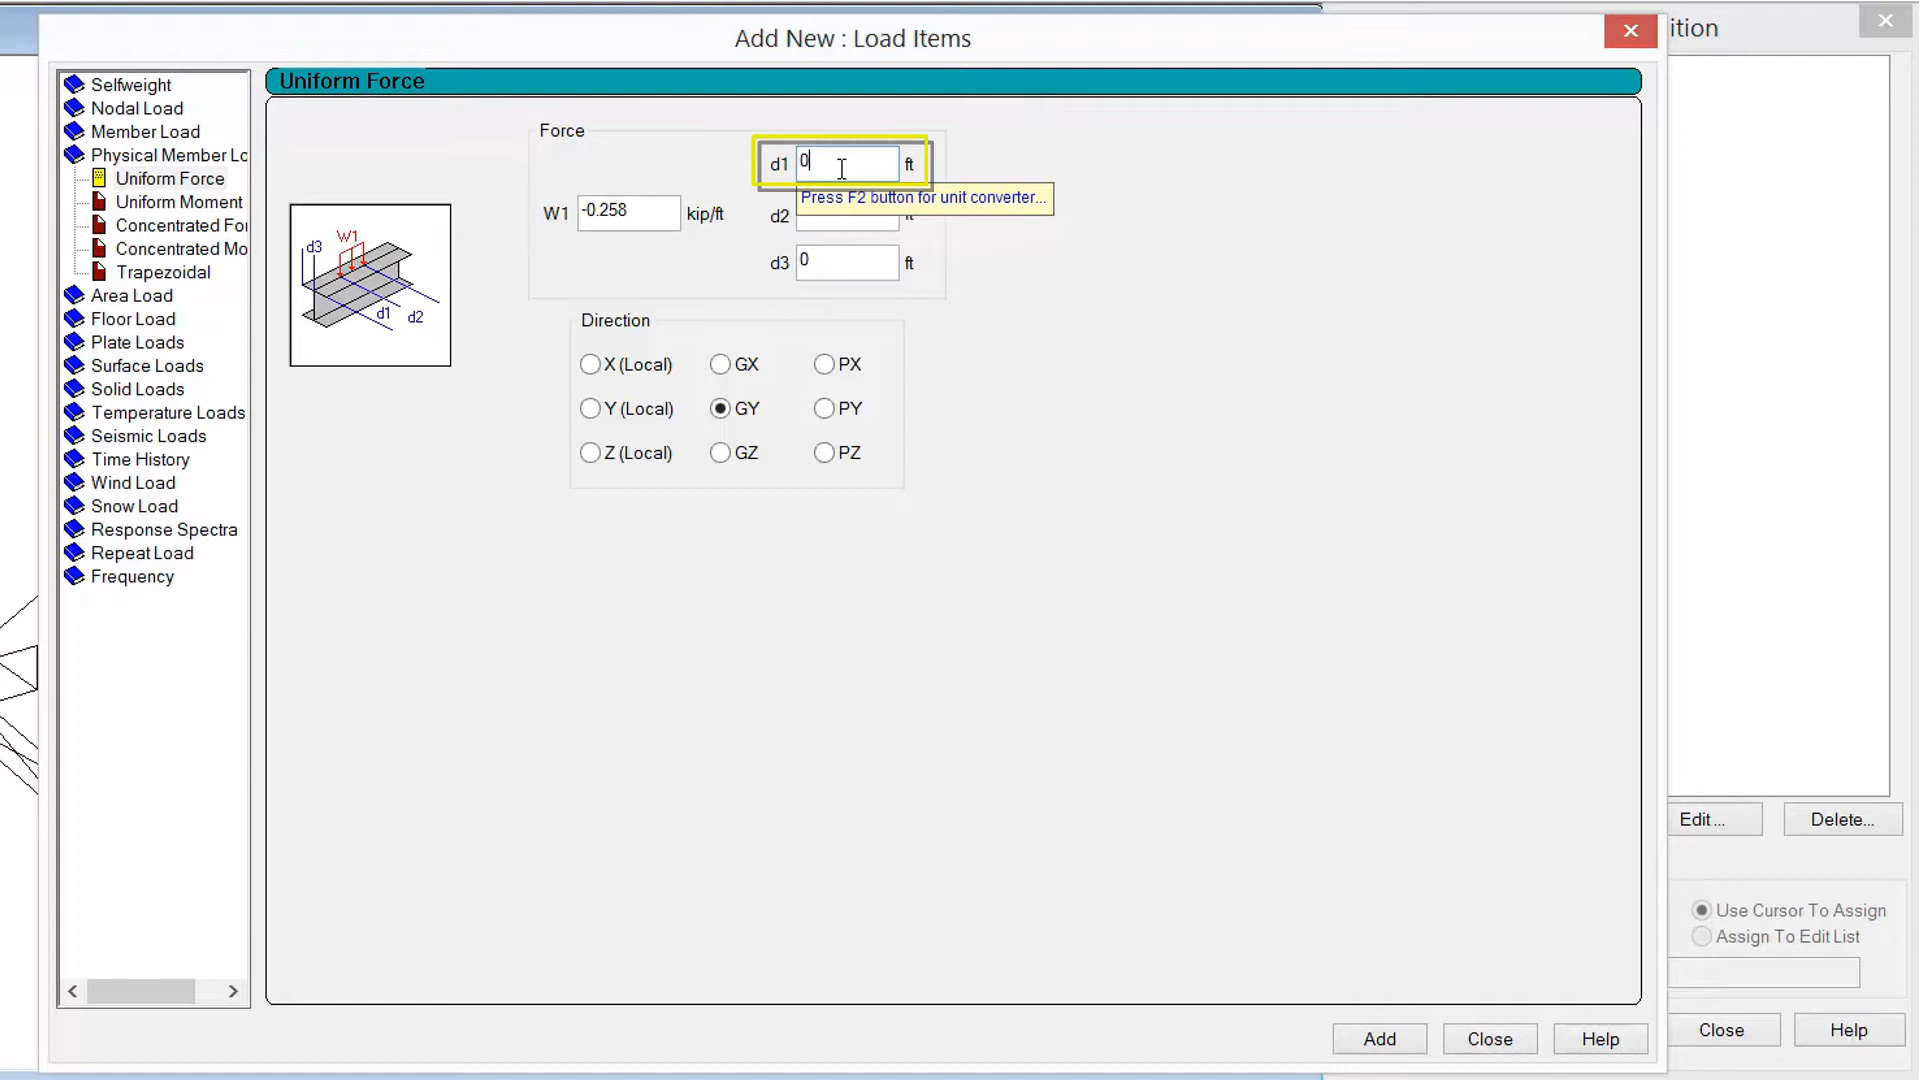 Add New : Load Items
ition
Selfweight
Nodal Load
Member Load
Physical Member Lo
Uniform Force
Uniform Moment
Concentrated For
Concentrated Mo
Trapezoidal
Area Load
Floor Load
Plate Loads
Surface Loads
Solid Loads
Temperature Loads
Seismic Loads
Time History
Wind Load
Snow Load
Response Spectra
Repeat Load
Frequency
Uniform Force
d3
W1
d1
d2
Force
d1 0 ft
Press F2 button for unit converter...
W1 -0.258 kip/ft
d2 ft
d3 0 ft
Direction
X (Local) GX PX
Y (Local) GY PY
Z (Local) GZ PZ
Add Close Help
Edit... Delete...
Use Cursor To Assign
Assign To Edit List
Close Help